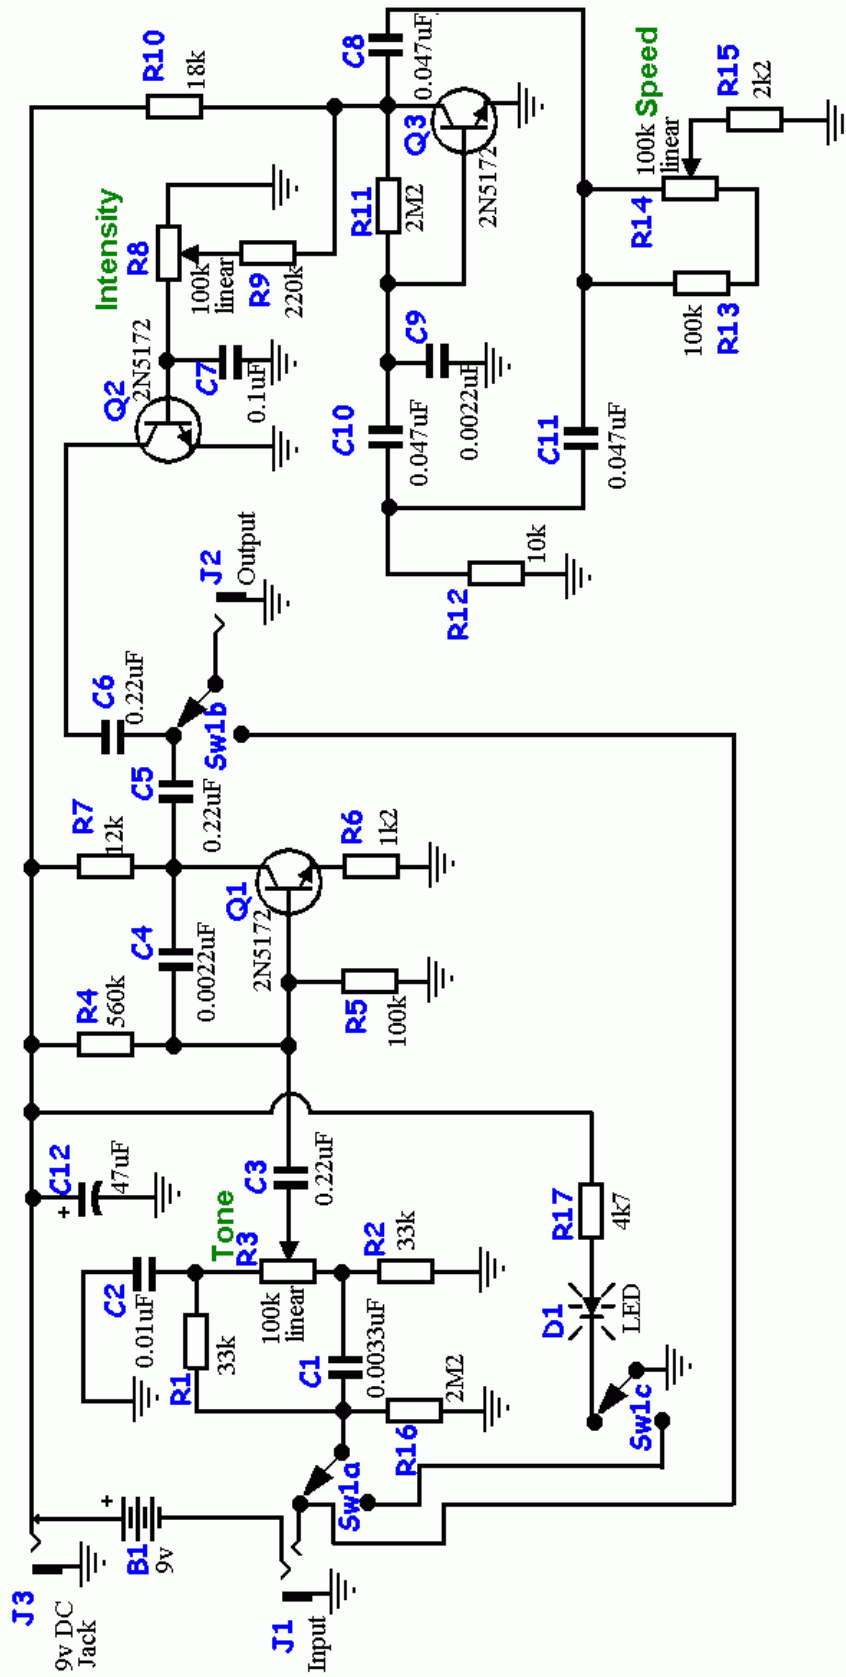 J3
9v DC
Jack
B1
9v
+
J1
Input
Sw1a
R16
2M2
C1
0.0033uF
R1
33k
C2
0.01uF
R3
100k
linear
Tone
R2
33k
C3
0.22uF
C12
47uF
+
D1
LED
R17
4k7
Sw1c
R4
560k
C4
0.0022uF
R5
100k
Q1
2N5172
R7
12k
R6
1k2
C5
0.22uF
C6
0.22uF
Sw1b
J2
Output
Q2
2N5172
C7
0.1uF
Intensity
R8
100k
linear
R9
220k
R10
18k
R12
10k
C10
0.047uF
C9
0.0022uF
C11
0.047uF
R11
2M2
Q3
2N5172
C8
0.047uF
R13
100k
R14
100k
linear
Speed
R15
2k2